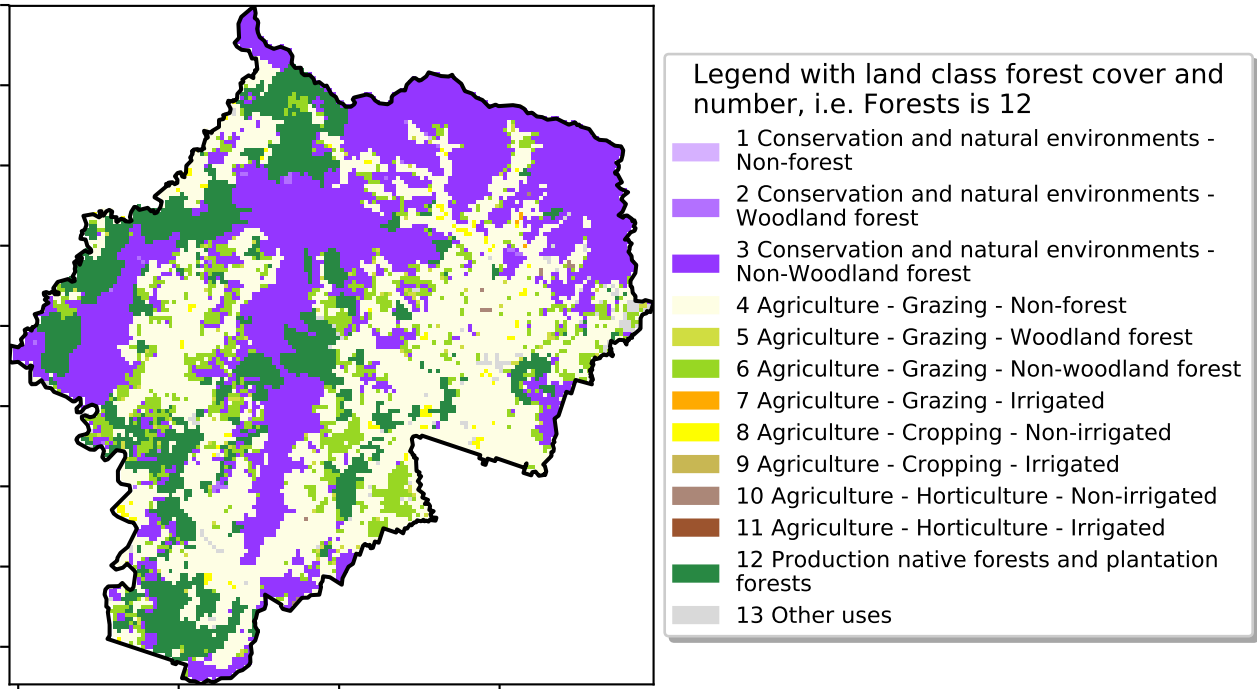 Legend with land class forest cover and
number, i.e. Forests is 12
1 Conservation and natural environments -
Non-forest
2 Conservation and natural environments -
Woodland forest
3 Conservation and natural environments -
Non-Woodland forest
4 Agriculture - Grazing - Non-forest
5 Agriculture - Grazing - Woodland forest
6 Agriculture - Grazing - Non-woodland forest
7 Agriculture - Grazing - Irrigated
8 Agriculture - Cropping - Non-irrigated
9 Agriculture - Cropping - Irrigated
10 Agriculture - Horticulture - Non-irrigated
11 Agriculture - Horticulture - Irrigated
12 Production native forests and plantation
forests
13 Other uses